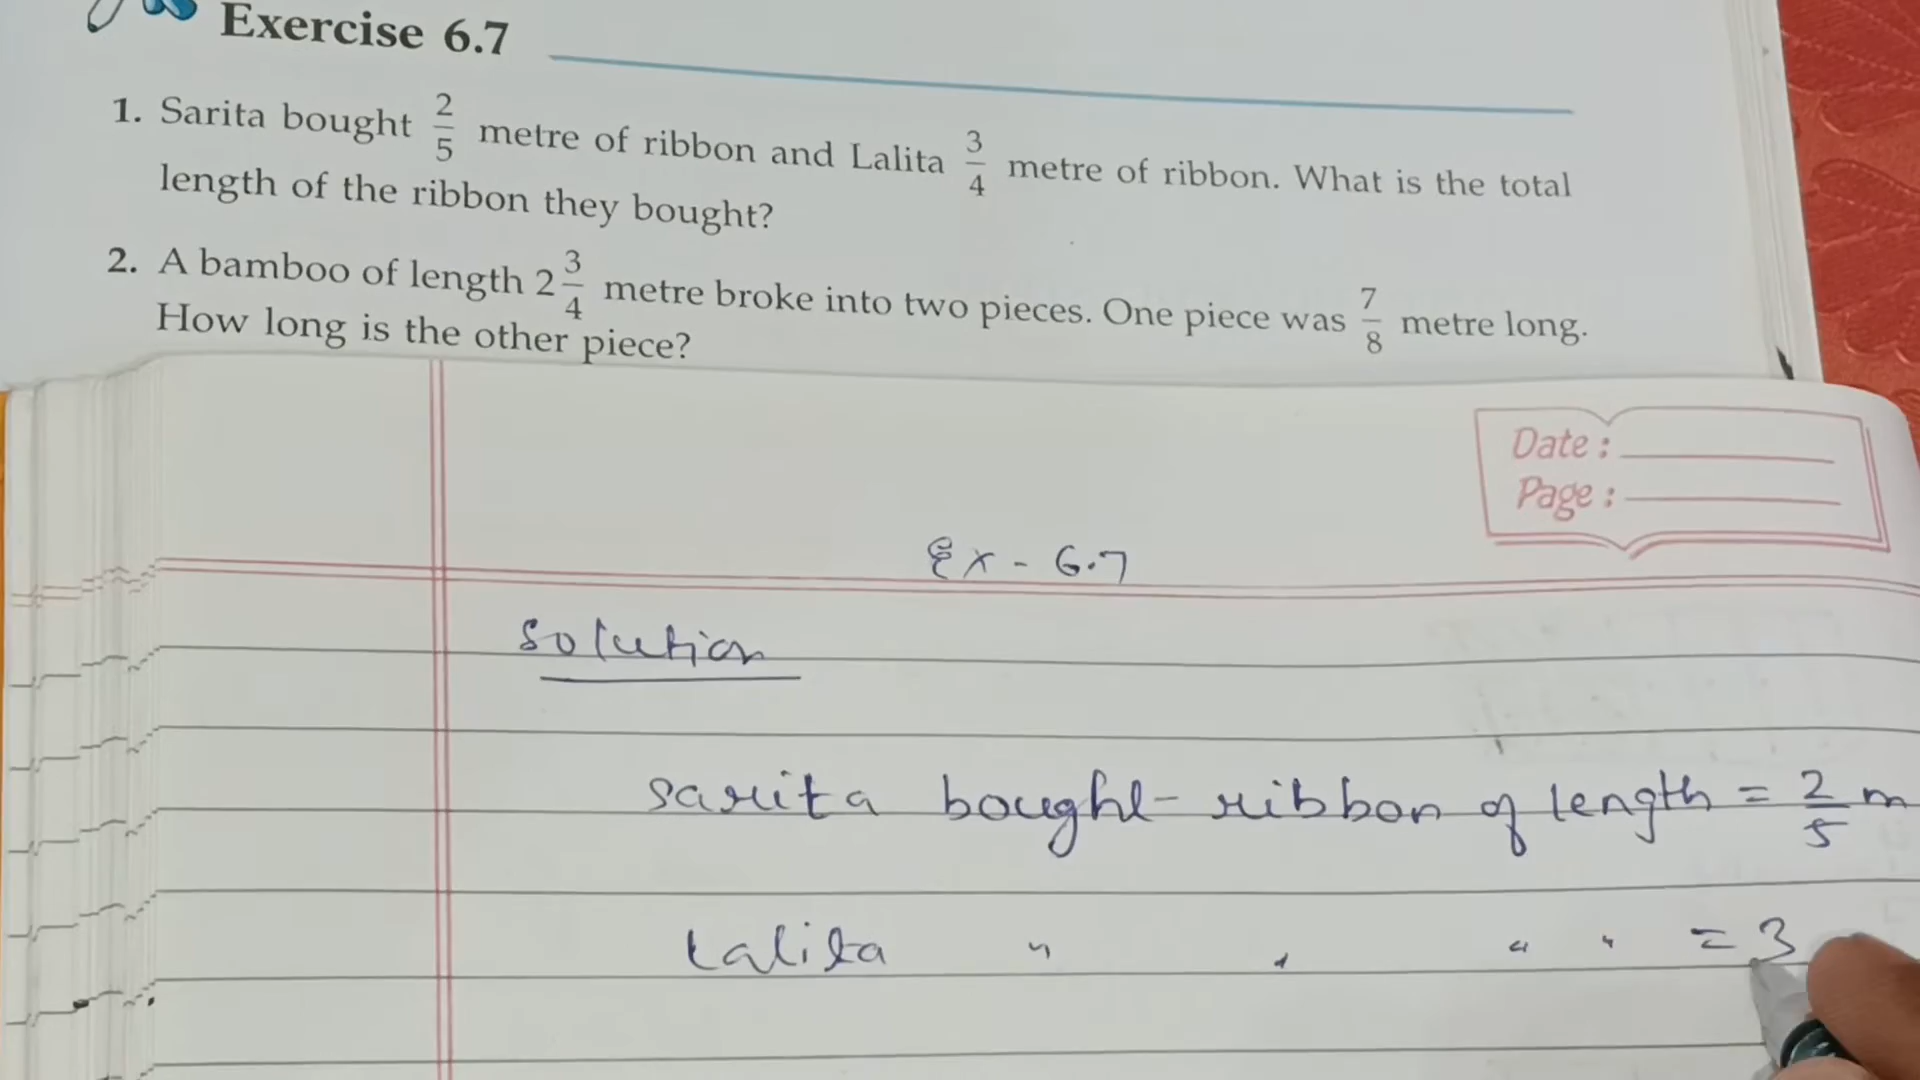 Exercise 6.7
1. Sarita bought 2/5 metre of ribbon and Lalita 3/4 metre of ribbon. What is the total
length of the ribbon they bought?
2. A bamboo of length 2 3/4 metre broke into two pieces. One piece was 7/8 metre long.
How long is the other piece?
Date :
Page :
Ex - 6.7
Solution
Sarita bought ribbon of length = 2/5 m
Lalita " " " " = 3